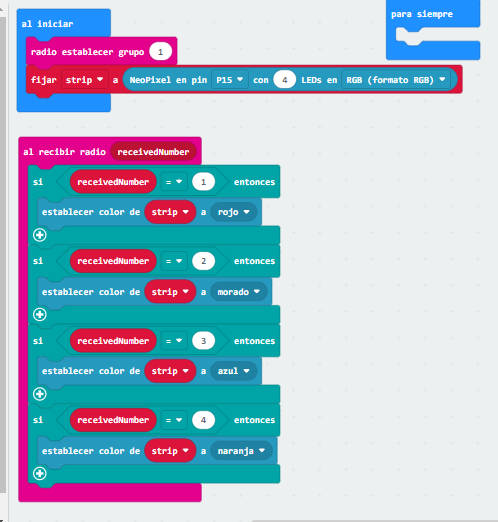 al iniciar
para siempre
radio establecer grupo 1
fijar strip a NeoPixel en pin P15 con 4 LEDs en RGB (formato RGB)
al recibir radio receivedNumber
si receivedNumber = 1 entonces
establecer color de strip a rojo
si receivedNumber = 2 entonces
establecer color de strip a morado
si receivedNumber = 3 entonces
establecer color de strip a azul
si receivedNumber = 4 entonces
establecer color de strip a naranja